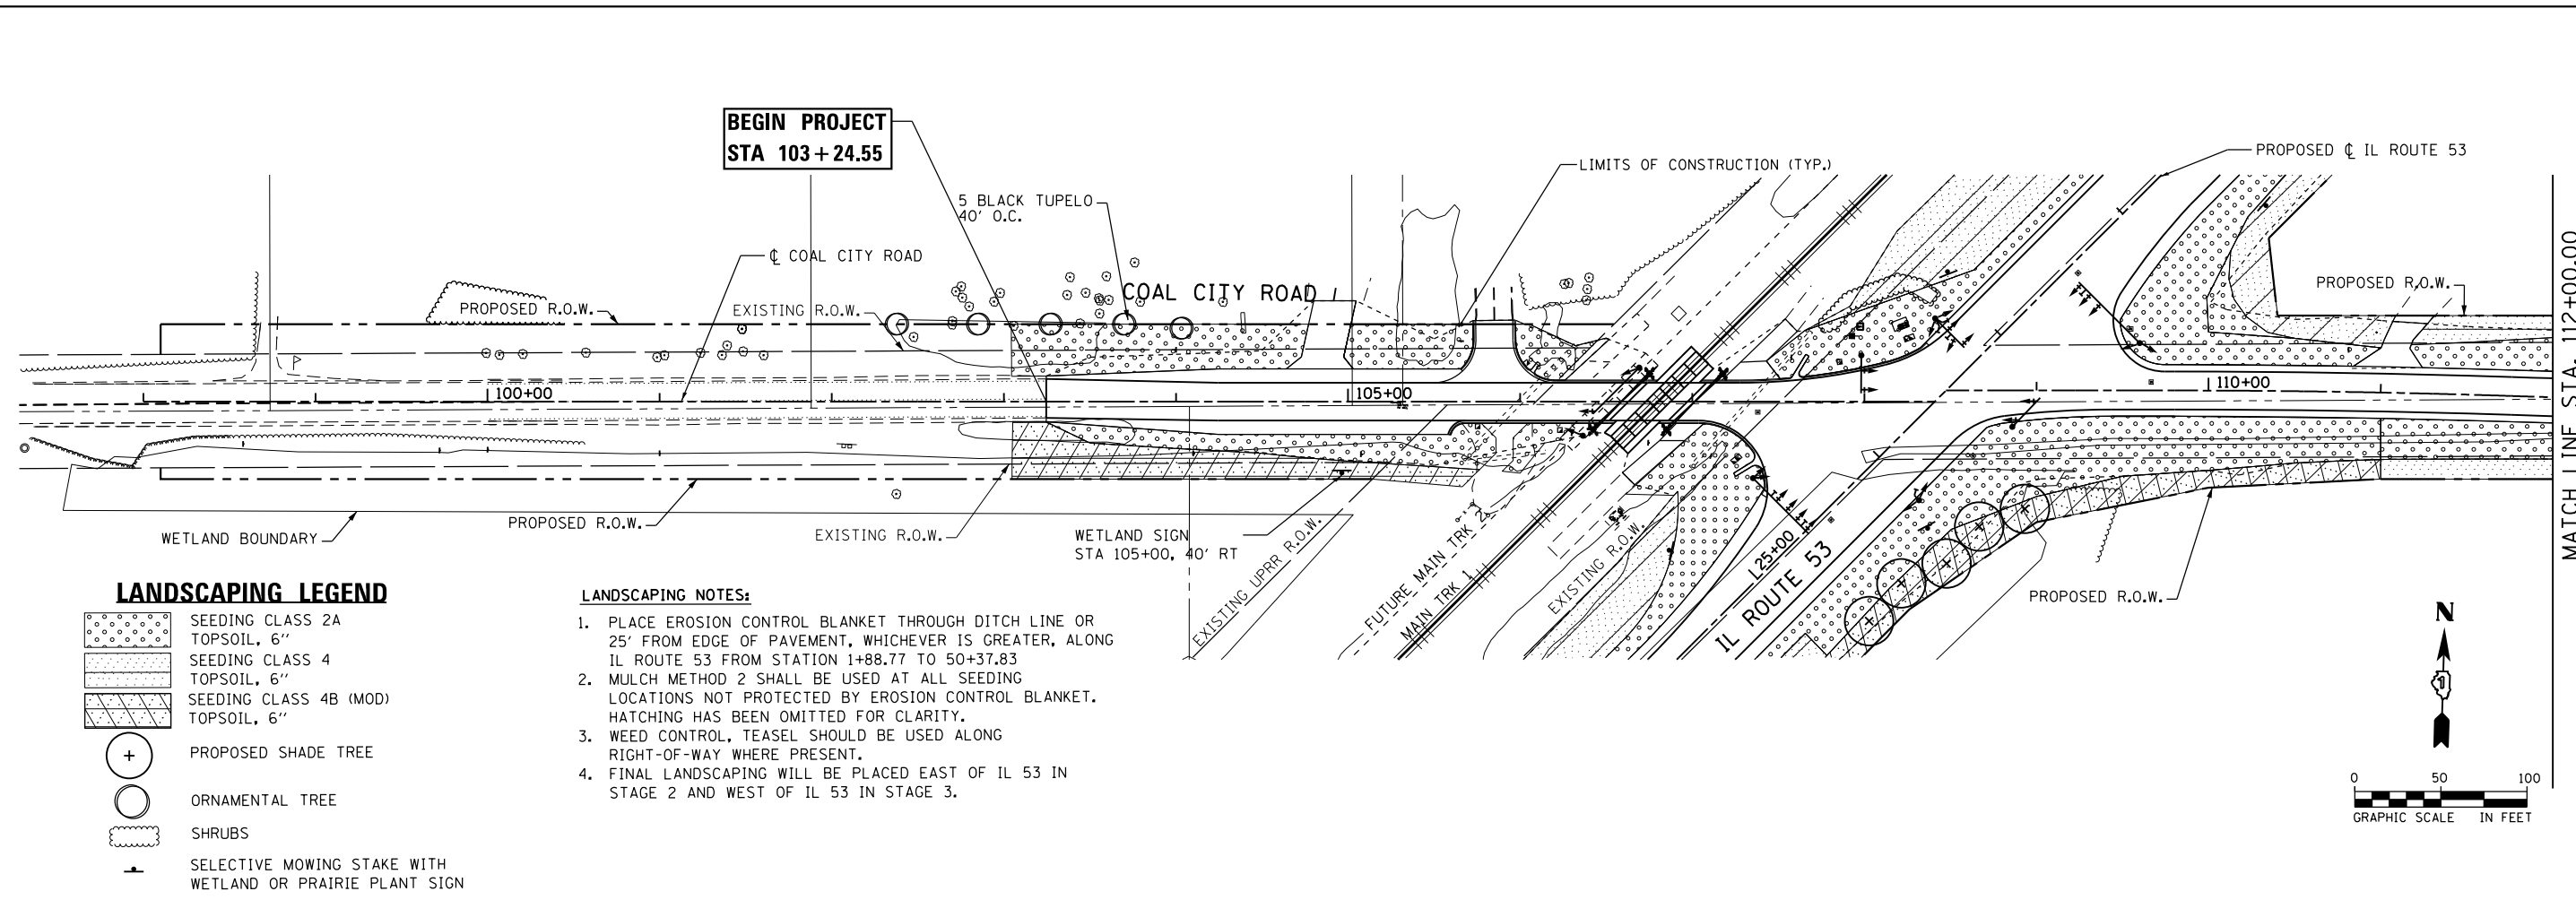 BEGIN PROJECT
STA 103+24.55
5 BLACK TUPELO
40' O.C.
LIMITS OF CONSTRUCTION (TYP.)
PROPOSED ℄ IL ROUTE 53
℄ COAL CITY ROAD
COAL CITY ROAD
PROPOSED R.O.W.
EXISTING R.O.W.
PROPOSED R.O.W.
100+00
105+00
110+00
MATCH LINE STA. 112+00.00
WETLAND BOUNDARY
PROPOSED R.O.W.
EXISTING R.O.W.
WETLAND SIGN
STA 105+00, 40' RT
EXISTING UPRR R.O.W.
FUTURE MAIN TRK 2
MAIN TRK 1
EXISTING R.O.W.
L25+00
IL ROUTE 53
PROPOSED R.O.W.
LANDSCAPING LEGEND
SEEDING CLASS 2A
TOPSOIL, 6''
SEEDING CLASS 4
TOPSOIL, 6''
SEEDING CLASS 4B (MOD)
TOPSOIL, 6''
PROPOSED SHADE TREE
ORNAMENTAL TREE
SHRUBS
SELECTIVE MOWING STAKE WITH
WETLAND OR PRAIRIE PLANT SIGN
LANDSCAPING NOTES:
1. PLACE EROSION CONTROL BLANKET THROUGH DITCH LINE OR
25' FROM EDGE OF PAVEMENT, WHICHEVER IS GREATER, ALONG
IL ROUTE 53 FROM STATION 1+88.77 TO 50+37.83
2. MULCH METHOD 2 SHALL BE USED AT ALL SEEDING
LOCATIONS NOT PROTECTED BY EROSION CONTROL BLANKET.
HATCHING HAS BEEN OMITTED FOR CLARITY.
3. WEED CONTROL, TEASEL SHOULD BE USED ALONG
RIGHT-OF-WAY WHERE PRESENT.
4. FINAL LANDSCAPING WILL BE PLACED EAST OF IL 53 IN
STAGE 2 AND WEST OF IL 53 IN STAGE 3.
N
1
0 50 100
GRAPHIC SCALE IN FEET